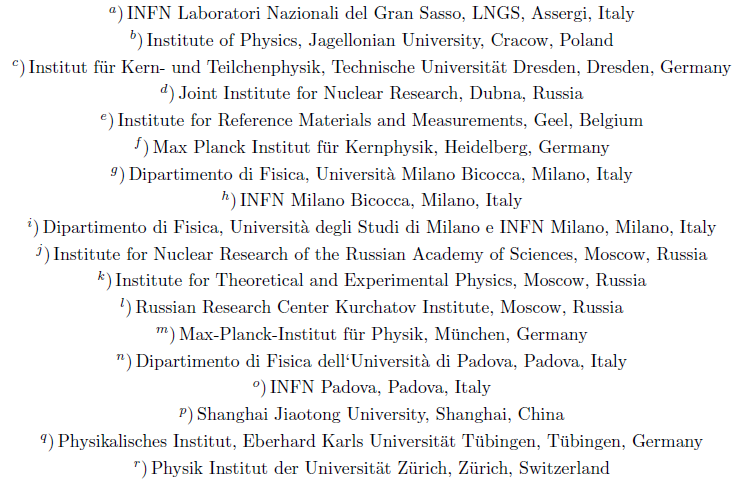 a) INFN Laboratori Nazionali del Gran Sasso, LNGS, Assergi, Italy
b) Institute of Physics, Jagellonian University, Cracow, Poland
c) Institut für Kern- und Teilchenphysik, Technische Universität Dresden, Dresden, Germany
d) Joint Institute for Nuclear Research, Dubna, Russia
e) Institute for Reference Materials and Measurements, Geel, Belgium
f) Max Planck Institut für Kernphysik, Heidelberg, Germany
g) Dipartimento di Fisica, Università Milano Bicocca, Milano, Italy
h) INFN Milano Bicocca, Milano, Italy
i) Dipartimento di Fisica, Università degli Studi di Milano e INFN Milano, Milano, Italy
j) Institute for Nuclear Research of the Russian Academy of Sciences, Moscow, Russia
k) Institute for Theoretical and Experimental Physics, Moscow, Russia
l) Russian Research Center Kurchatov Institute, Moscow, Russia
m) Max-Planck-Institut für Physik, München, Germany
n) Dipartimento di Fisica dell‘Università di Padova, Padova, Italy
o) INFN Padova, Padova, Italy
p) Shanghai Jiaotong University, Shanghai, China
q) Physikalisches Institut, Eberhard Karls Universität Tübingen, Tübingen, Germany
r) Physik Institut der Universität Zürich, Zürich, Switzerland